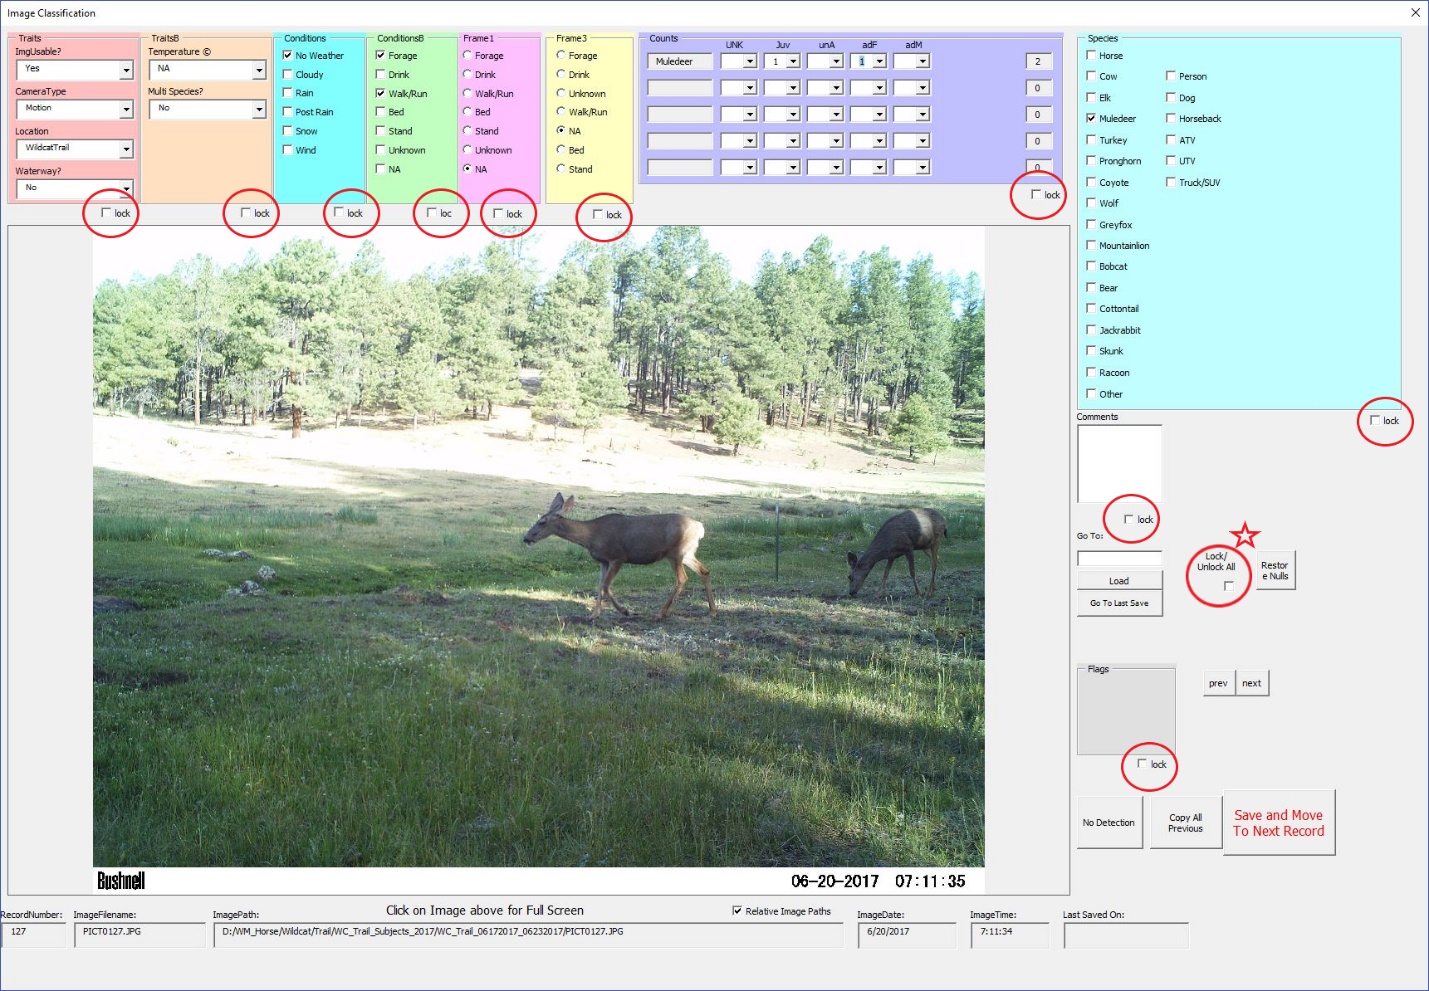 Image Classification
Traits
ImgUsable?
Yes
CameraType
Motion
Location
WildcatTrail
Waterway?
No
lock
TraitsB
Temperature ©
NA
Multi Species?
No
lock
Conditions
No Weather
Cloudy
Rain
Post Rain
Snow
Wind
lock
ConditionsB
Forage
Drink
Walk/Run
Bed
Stand
Unknown
NA
loc
Frame1
Forage
Drink
Walk/Run
Bed
Stand
Unknown
NA
lock
Frame3
Forage
Drink
Unknown
Walk/Run
NA
Bed
Stand
lock
Counts
UNK Juv unA adF adM
Muledeer 1 1 2
0
0
0
0
lock
Species
Horse
Cow Person
Elk Dog
Muledeer Horseback
Turkey ATV
Pronghorn UTV
Coyote Truck/SUV
Wolf
Greyfox
Mountainlion
Bobcat
Bear
Cottontail
Jackrabbit
Skunk
Racoon
Other
lock
Comments
lock
Go To:
Load
Go To Last Save
Lock/
Unlock All
Restor
e Nulls
Flags
lock
prev next
No Detection
Copy All
Previous
Save and Move
To Next Record
Bushnell 06-20-2017 07:11:35
Click on Image above for Full Screen
Relative Image Paths
RecordNumber: ImageFilename: ImagePath: ImageDate: ImageTime: Last Saved On:
127 PICT0127.JPG D:/WM_Horse/Wildcat/Trail/WC_Trail_Subjects_2017/WC_Trail_06172017_06232017/PICT0127.JPG 6/20/2017 7:11:34